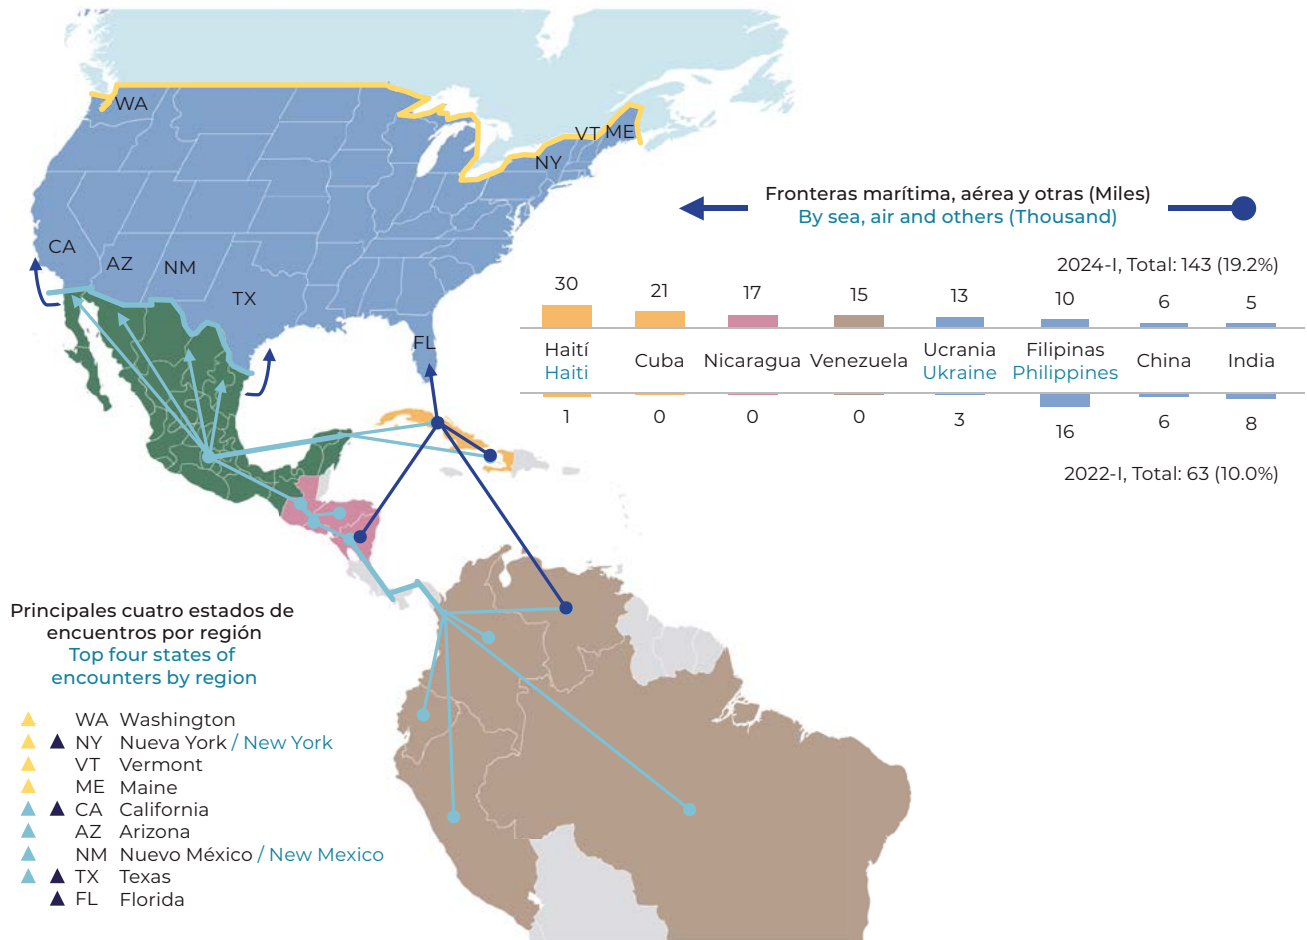 WA
VT ME
NY
CA
AZ
NM
TX
FL
Fronteras marítima, aérea y otras (Miles)
By sea, air and others (Thousand)
2024-I, Total: 143 (19.2%)
30 21 17 15 13 10 6 5
Haití
Haiti
Cuba
Nicaragua
Venezuela
Ucrania
Ukraine
Filipinas
Philippines
China
India
1 0 0 0 3 16 6 8
2022-I, Total: 63 (10.0%)
Principales cuatro estados de
encuentros por región
Top four states of
encounters by region
WA Washington
NY Nueva York / New York
VT Vermont
ME Maine
CA California
AZ Arizona
NM Nuevo México / New Mexico
TX Texas
FL Florida